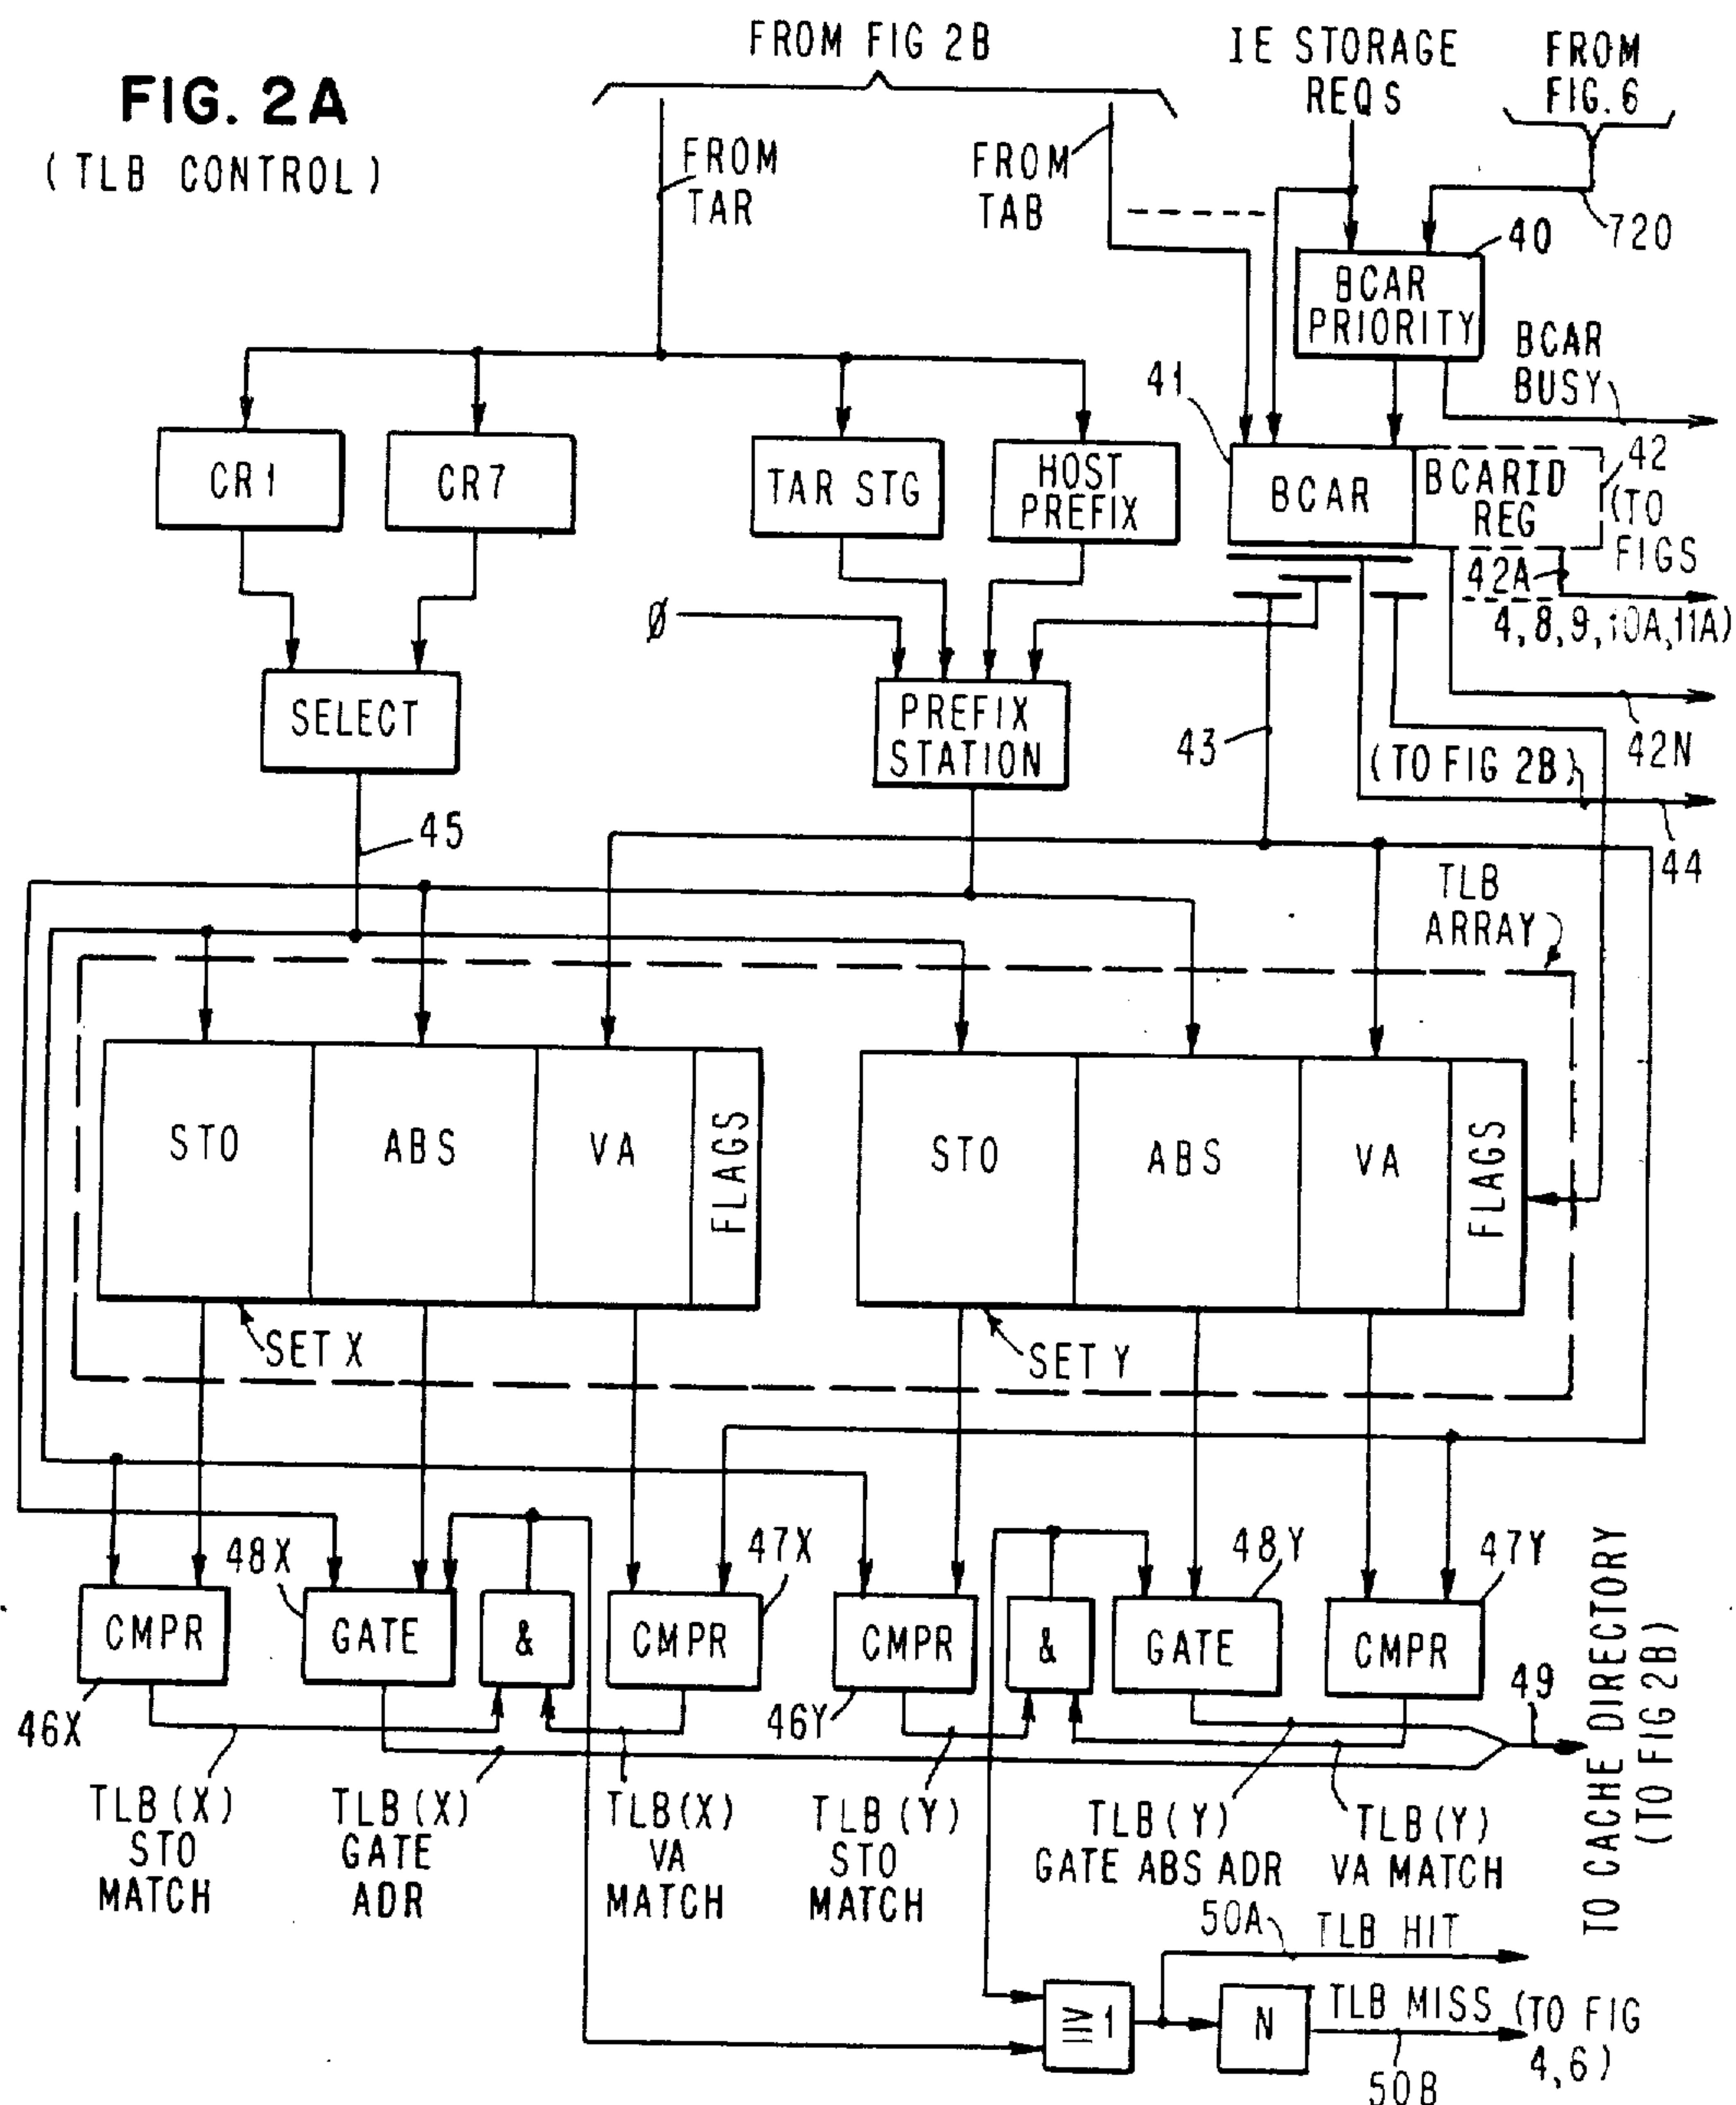 FIG. 2A
(TLB CONTROL)
FROM FIG 2B
IE STORAGE
REQS
FROM
FIG. 6
FROM
TAR
FROM
TAB
720
40
BCAR
PRIORITY
BCAR
BUSY
41
42
CR1
CR7
TAR STG
HOST
PREFIX
BCAR
BCARID
REG
(TO
FIGS
42A
4,8,9,10A,11A)
Ø
SELECT
PREFIX
STATION
43
42N
(TO FIG 2B)
44
45
TLB
ARRAY
STO
ABS
VA
FLAGS
STO
ABS
VA
FLAGS
SET X
SET Y
48X
47X
48Y
47Y
CMPR
GATE
&
CMPR
CMPR
&
GATE
CMPR
46X
46Y
49
TO CACHE DIRECTORY
(TO FIG 2B)
TLB(X)
STO
MATCH
TLB(X)
GATE
ADR
TLB(X)
VA
MATCH
TLB(Y)
STO
MATCH
TLB(Y)
GATE ABS ADR
TLB(Y)
VA MATCH
50A
TLB HIT
≥1
N
TLB MISS
(TO FIG
4,6)
50B